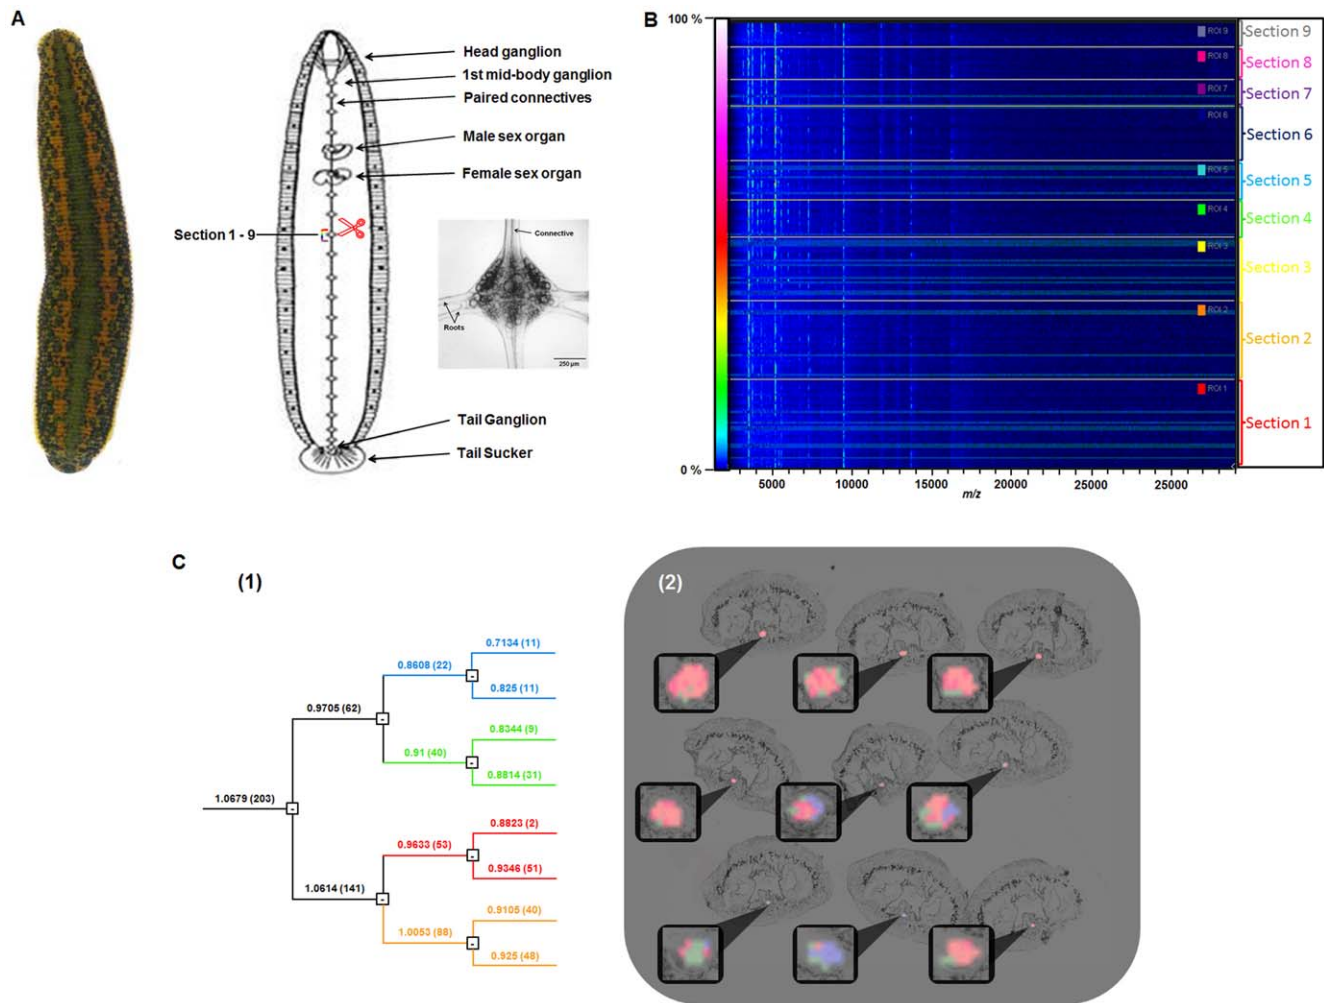 A
Head ganglion
1st mid-body ganglion
Paired connectives
Male sex organ
Female sex organ
Section 1 - 9
Connective
Roots
250 µm
Tail Ganglion
Tail Sucker
B
100 %
0 %
ROI 9
ROI 8
ROI 7
ROI 6
ROI 5
ROI 4
ROI 3
ROI 2
ROI 1
Section 9
Section 8
Section 7
Section 6
Section 5
Section 4
Section 3
Section 2
Section 1
5000 10000 15000 20000 25000
m/z
C
(1)
0.7134 (11)
0.8608 (22)
0.825 (11)
0.9705 (62)
0.8344 (9)
0.91 (40)
0.8814 (31)
1.0679 (203)
0.8823 (2)
0.9633 (53)
0.9346 (51)
1.0614 (141)
0.9105 (40)
1.0053 (88)
0.925 (48)
(2)